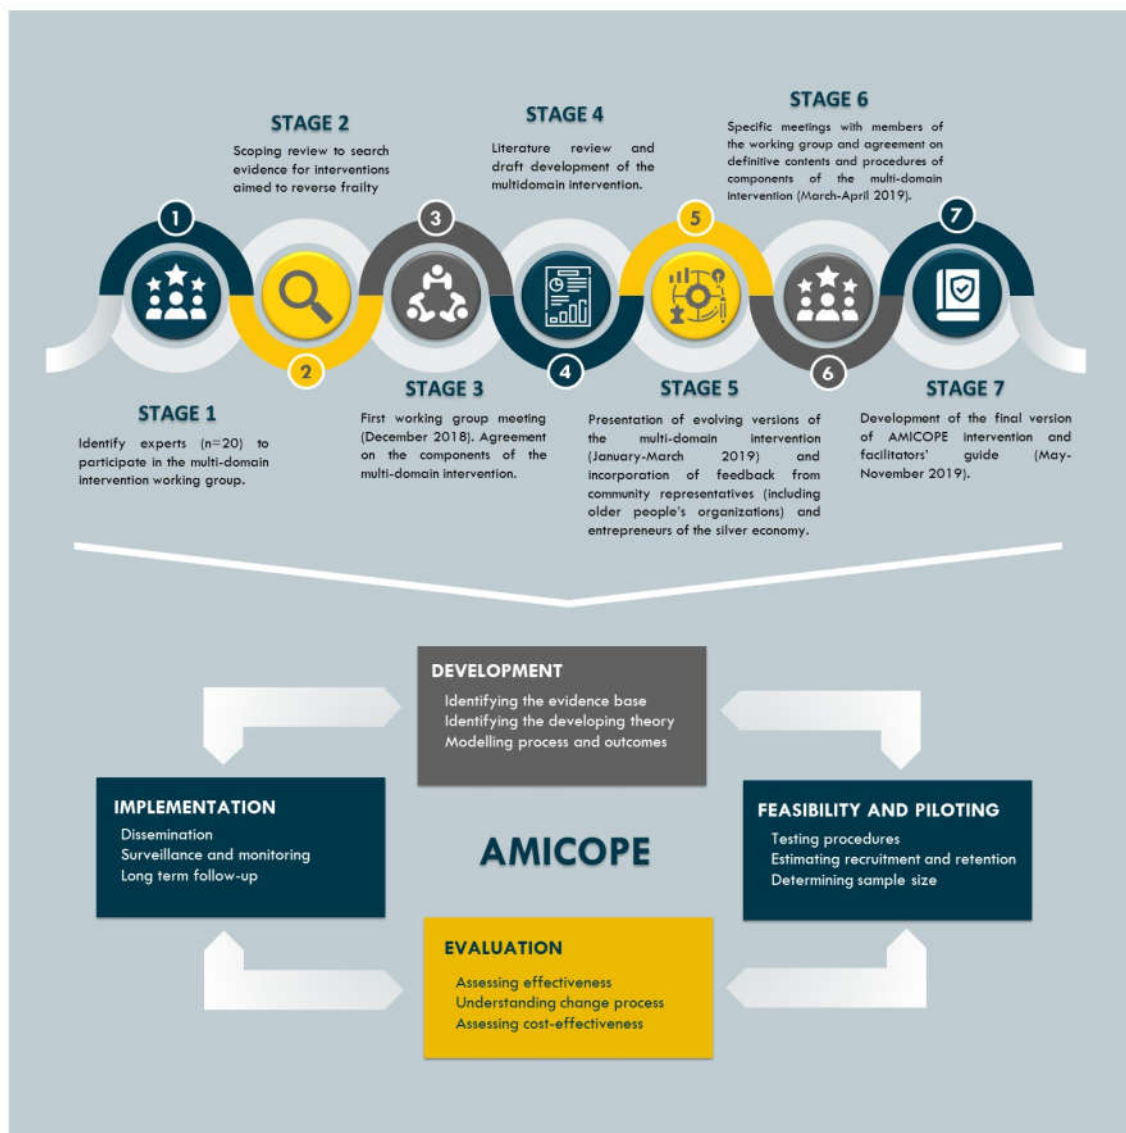 STAGE 1
Identify experts (n=20) to
participate in the multi-domain
intervention working group.
STAGE 2
Scoping review to search
evidence for interventions
aimed to reverse frailty
STAGE 3
First working group meeting
(December 2018). Agreement
on the components of the
multi-domain intervention.
STAGE 4
Literature review and
draft development of the
multidomain intervention.
STAGE 5
Presentation of evolving versions of
the multi-domain intervention
(January-March 2019) and
incorporation of feedback from
community representatives (including
older people's organizations) and
entrepreneurs of the silver economy.
STAGE 6
Specific meetings with members of
the working group and agreement on
definitive contents and procedures of
components of the multi-domain
intervention (March-April 2019).
STAGE 7
Development of the final version
of AMICOPE intervention and
facilitators' guide (May-
November 2019).
1
2
3
4
5
6
7
DEVELOPMENT
Identifying the evidence base
Identifying the developing theory
Modelling process and outcomes
IMPLEMENTATION
Dissemination
Surveillance and monitoring
Long term follow-up
AMICOPE
FEASIBILITY AND PILOTING
Testing procedures
Estimating recruitment and retention
Determining sample size
EVALUATION
Assessing effectiveness
Understanding change process
Assessing cost-effectiveness